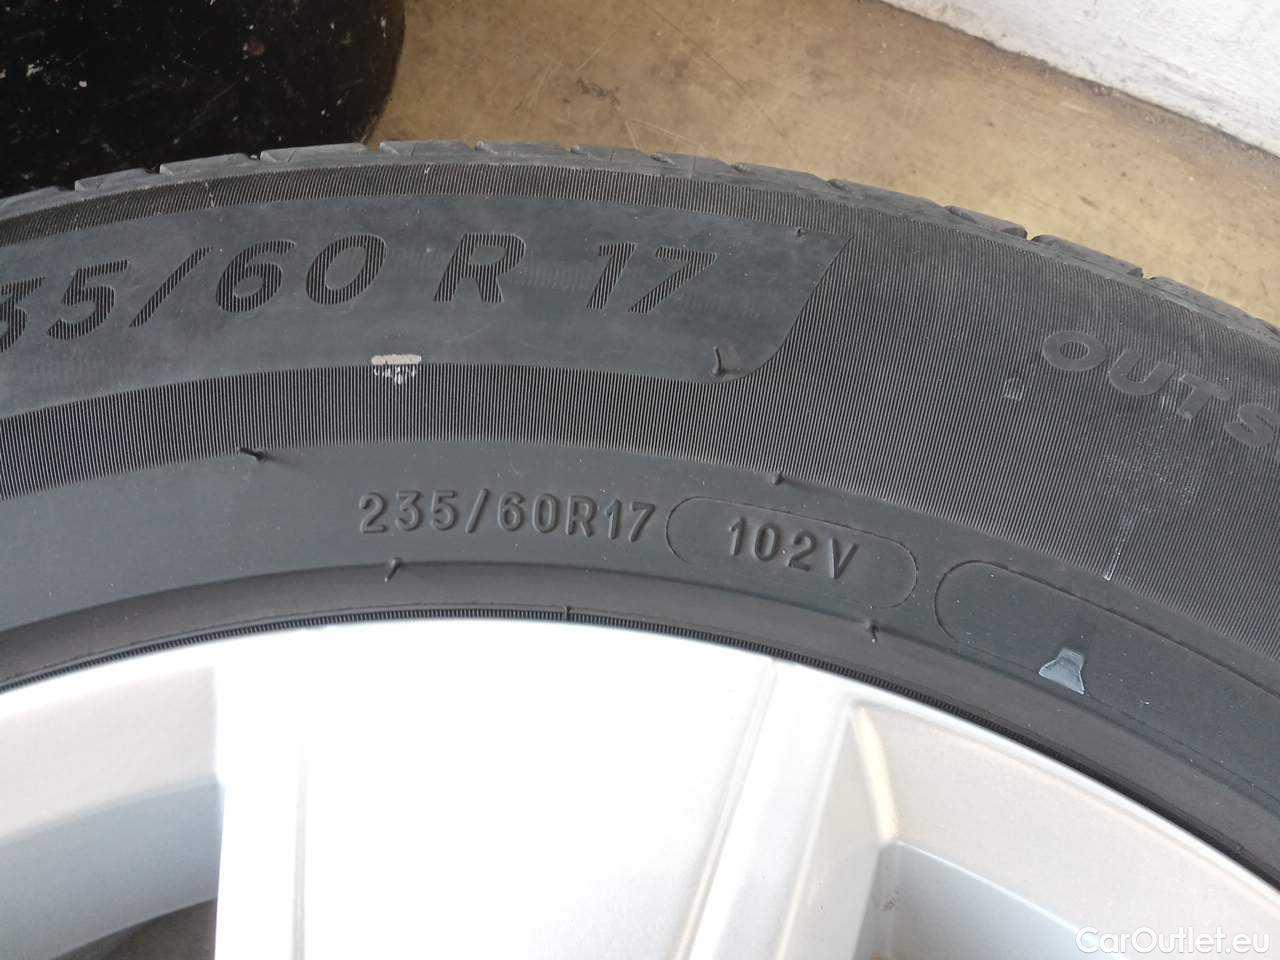 35/60 R 17
OUTS
235/60R17 102V
CarOutlet.eu